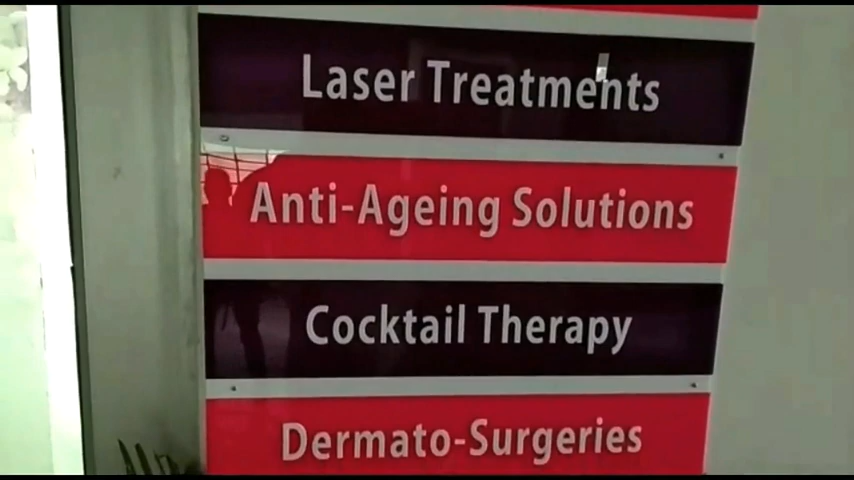 Laser Treatments
Anti-Ageing Solutions
Cocktail Therapy
Dermato-Surgeries